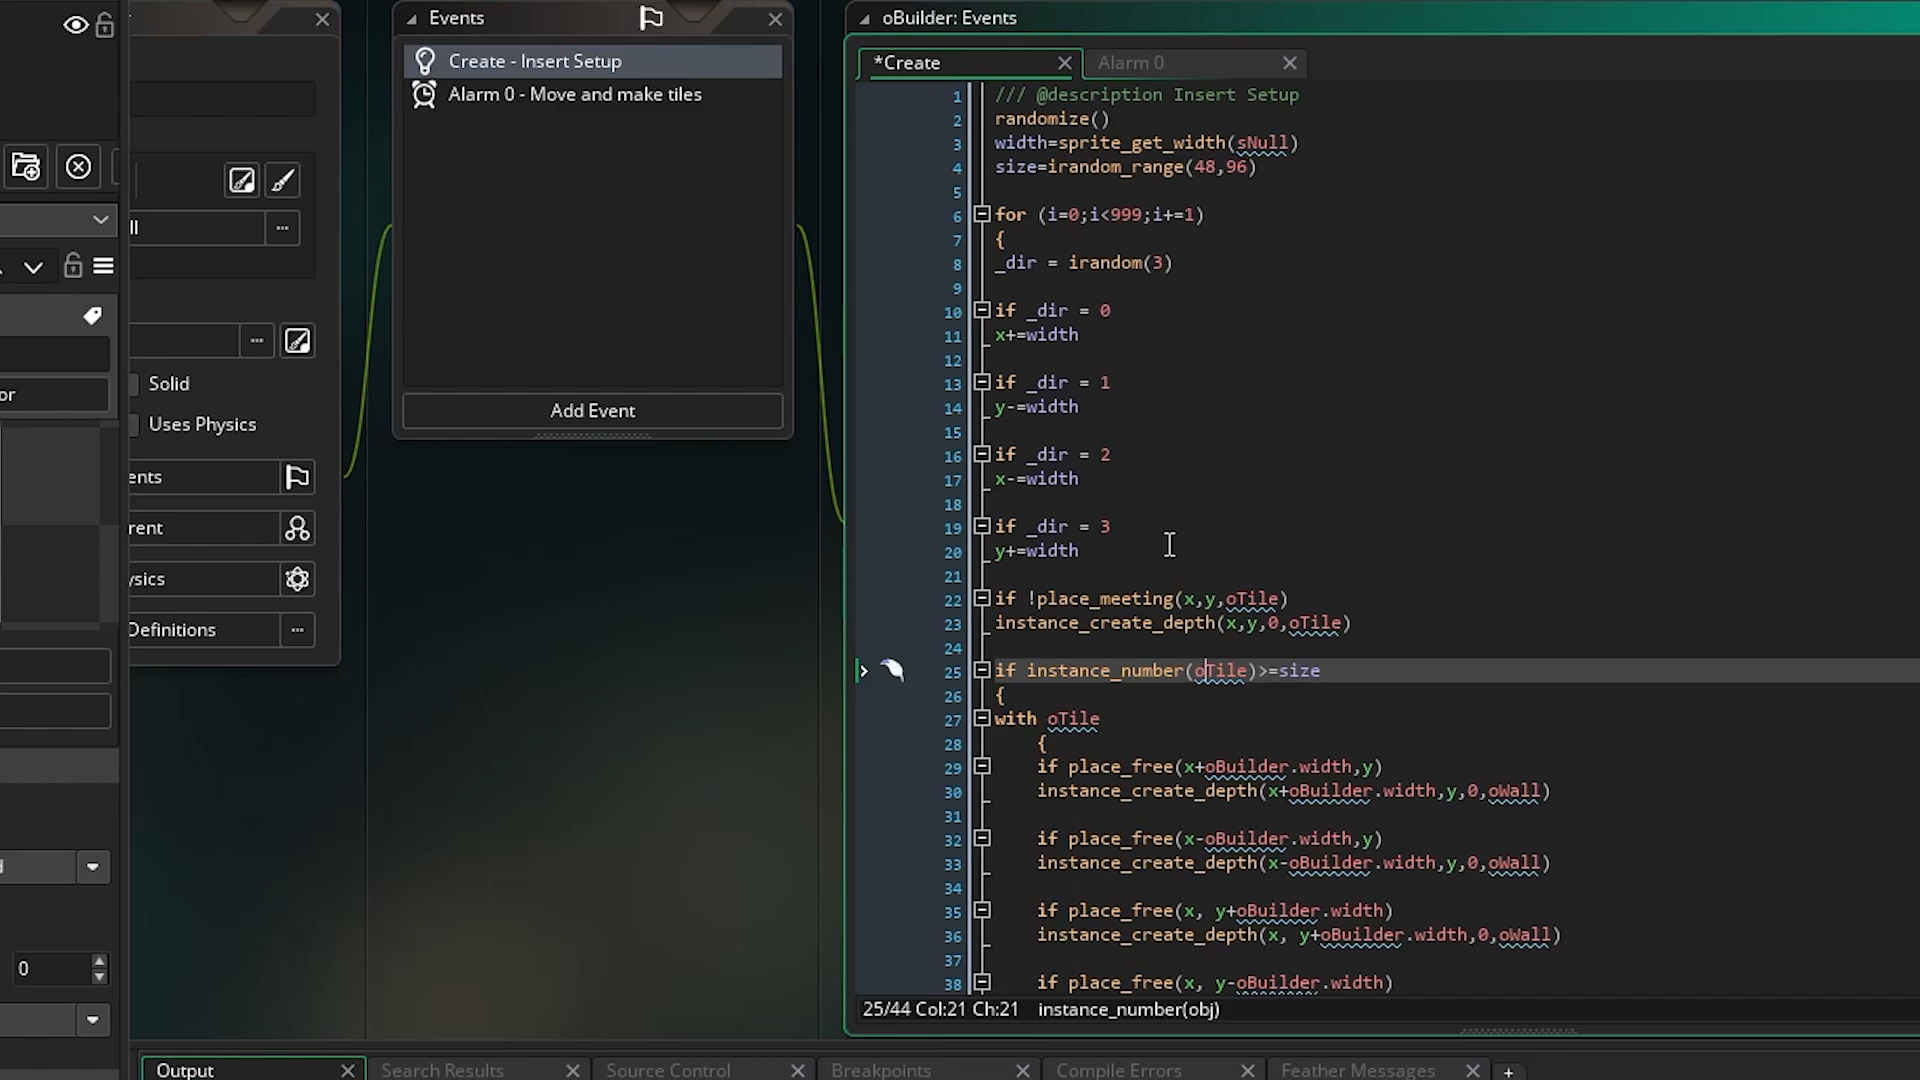 Events
Create - Insert Setup
Alarm 0 - Move and make tiles
Add Event
ll
...
...
Solid
Uses Physics
ents
rent
ysics
Definitions
...
or
d
0
oBuilder: Events
*Create
Alarm 0
1 /// @description Insert Setup
2 randomize()
3 width=sprite_get_width(sNull)
4 size=irandom_range(48,96)
5
6 for (i=0;i<999;i+=1)
7 {
8 _dir = irandom(3)
9
10 if _dir = 0
11 x+=width
12
13 if _dir = 1
14 y-=width
15
16 if _dir = 2
17 x-=width
18
19 if _dir = 3
20 y+=width
21
22 if !place_meeting(x,y,oTile)
23 instance_create_depth(x,y,0,oTile)
24
25 if instance_number(oTile)>=size
26 {
27 with oTile
28 {
29 if place_free(x+oBuilder.width,y)
30 instance_create_depth(x+oBuilder.width,y,0,oWall)
31
32 if place_free(x-oBuilder.width,y)
33 instance_create_depth(x-oBuilder.width,y,0,oWall)
34
35 if place_free(x, y+oBuilder.width)
36 instance_create_depth(x, y+oBuilder.width,0,oWall)
37
38 if place_free(x, y-oBuilder.width)
25/44 Col:21 Ch:21 instance_number(obj)
Output
Search Results
Source Control
Breakpoints
Compile Errors
Feather Messages
+